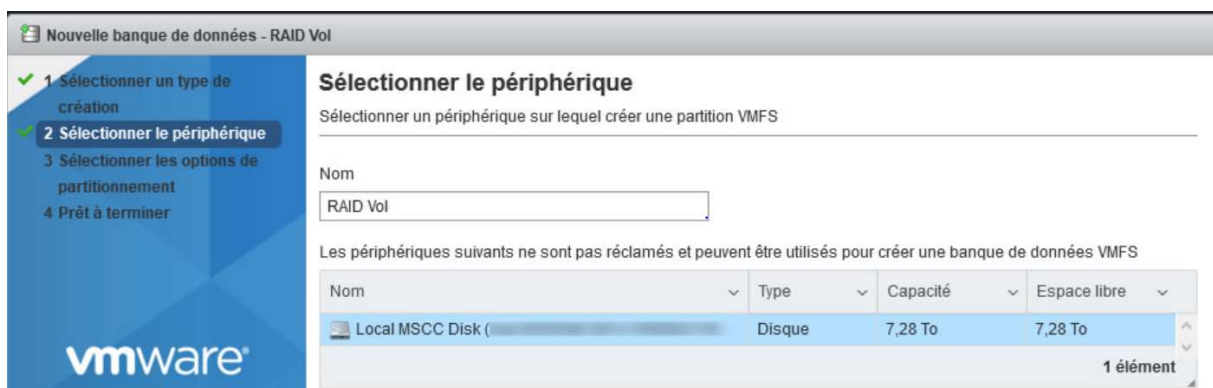 Nouvelle banque de données - RAID Vol
1 Sélectionner un type de
création
2 Sélectionner le périphérique
3 Sélectionner les options de
partitionnement
4 Prêt à terminer
vmware®
Sélectionner le périphérique
Sélectionner un périphérique sur lequel créer une partition VMFS
Nom
RAID Vol
Les périphériques suivants ne sont pas réclamés et peuvent être utilisés pour créer une banque de données VMFS
Nom Type Capacité Espace libre
Local MSCC Disk ( Disque 7,28 To 7,28 To
1 élément